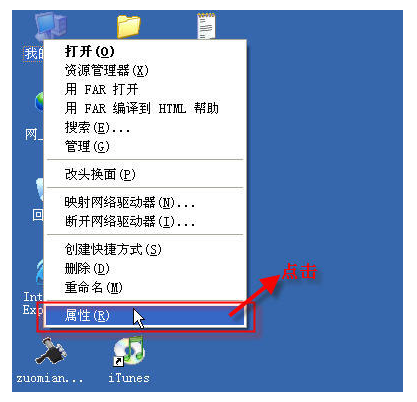 我的
打开(O)
资源管理器(X)
用 FAR 打开
用 FAR 编译到 HTML 帮助
搜索(E)...
管理(G)
网_
改头换面(P)
映射网络驱动器(N)...
断开网络驱动器(I)...
回
创建快捷方式(S)
删除(D)
重命名(M)
点击
Int
Exp
属性(R)
zuomian...
iTunes